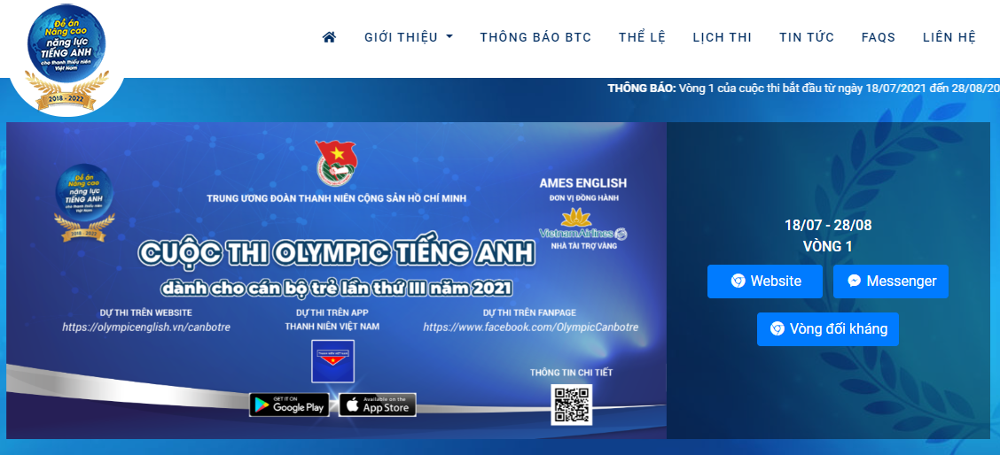 Đề án
Nâng cao
năng lực
TIẾNG ANH
cho thanh thiếu niên
Việt Nam
2018 - 2022
GIỚI THIỆU
THÔNG BÁO BTC
THỂ LỆ
LỊCH THI
TIN TỨC
FAQS
LIÊN HỆ
THÔNG BÁO: Vòng 1 của cuộc thi bắt đầu từ ngày 18/07/2021 đến 28/08/20
Đề án
Nâng cao
năng lực
TIẾNG ANH
cho thanh thiếu niên
Việt Nam
2018 - 2022
TRUNG ƯƠNG ĐOÀN THANH NIÊN CỘNG SẢN HỒ CHÍ MINH
AMES ENGLISH
ĐƠN VỊ ĐỒNG HÀNH
Vietnam Airlines
NHÀ TÀI TRỢ VÀNG
CUỘC THI OLYMPIC TIẾNG ANH
dành cho cán bộ trẻ lần thứ III năm 2021
DỰ THI TRÊN WEBSITE
https://olympicenglish.vn/canbotre
DỰ THI TRÊN APP
THANH NIÊN VIỆT NAM
DỰ THI TRÊN FANPAGE
https://www.facebook.com/OlympicCanbotre
THANH NIÊN VIỆT NAM
GET IT ON
Google Play
Available on the
App Store
THÔNG TIN CHI TIẾT
18/07 - 28/08
VÒNG 1
Website
Messenger
Vòng đối kháng